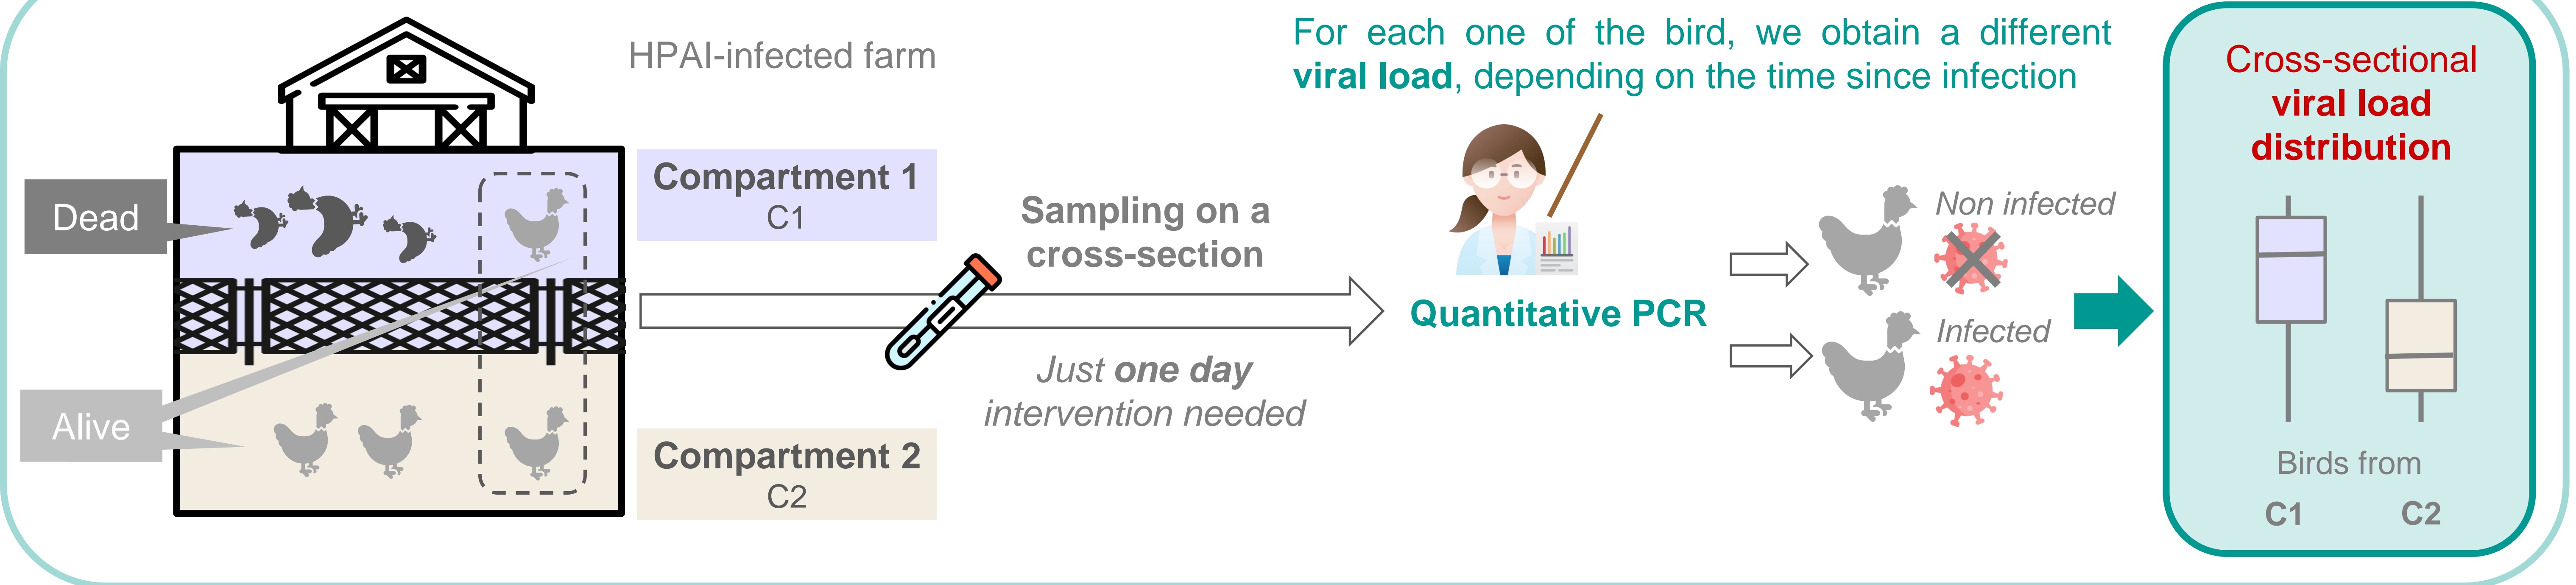 HPAI-infected farm
Dead
Alive
Compartment 1
C1
Compartment 2
C2
Sampling on a
cross-section
Just one day
intervention needed
For each one of the bird, we obtain a different
viral load, depending on the time since infection
Quantitative PCR
Non infected
Infected
Cross-sectional
viral load
distribution
Birds from
C1 C2